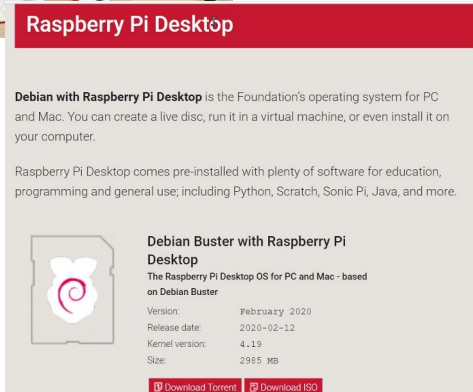 Raspberry Pi Desktop
Debian with Raspberry Pi Desktop is the Foundation's operating system for PC
and Mac. You can create a live disc, run it in a virtual machine, or even install it on
your computer.
Raspberry Pi Desktop comes pre-installed with plenty of software for education,
programming and general use; including Python, Scratch, Sonic Pi, Java, and more.
Debian Buster with Raspberry Pi
Desktop
The Raspberry Pi Desktop OS for PC and Mac - based
on Debian Buster
Version: February 2020
Release date: 2020-02-12
Kernel version: 4.19
Size: 2985 MB
Download Torrent Download ISO